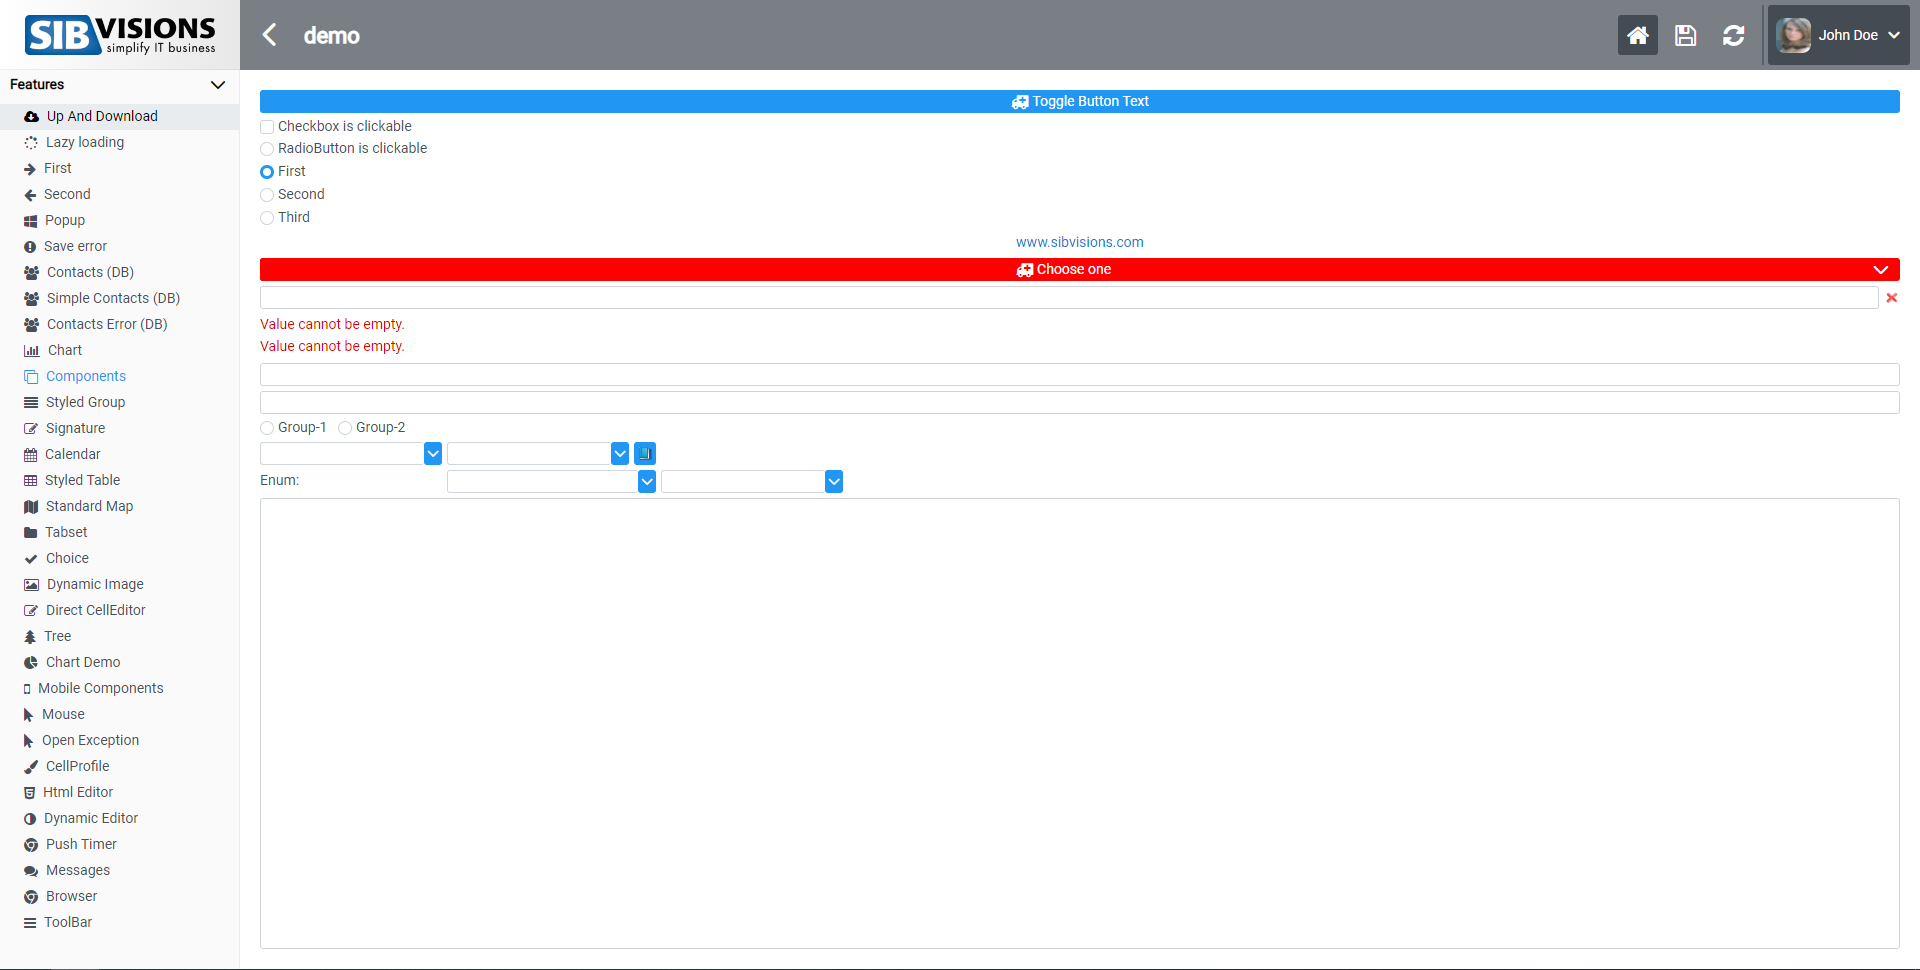 SIB VISIONS
simplify IT business
demo
John Doe
Features
Up And Download
Lazy loading
First
Second
Popup
Save error
Contacts (DB)
Simple Contacts (DB)
Contacts Error (DB)
Chart
Components
Styled Group
Signature
Calendar
Styled Table
Standard Map
Tabset
Choice
Dynamic Image
Direct CellEditor
Tree
Chart Demo
Mobile Components
Mouse
Open Exception
CellProfile
Html Editor
Dynamic Editor
Push Timer
Messages
Browser
ToolBar
Toggle Button Text
Checkbox is clickable
RadioButton is clickable
First
Second
Third
www.sibvisions.com
Choose one
Value cannot be empty.
Value cannot be empty.
Group-1 Group-2
Enum: